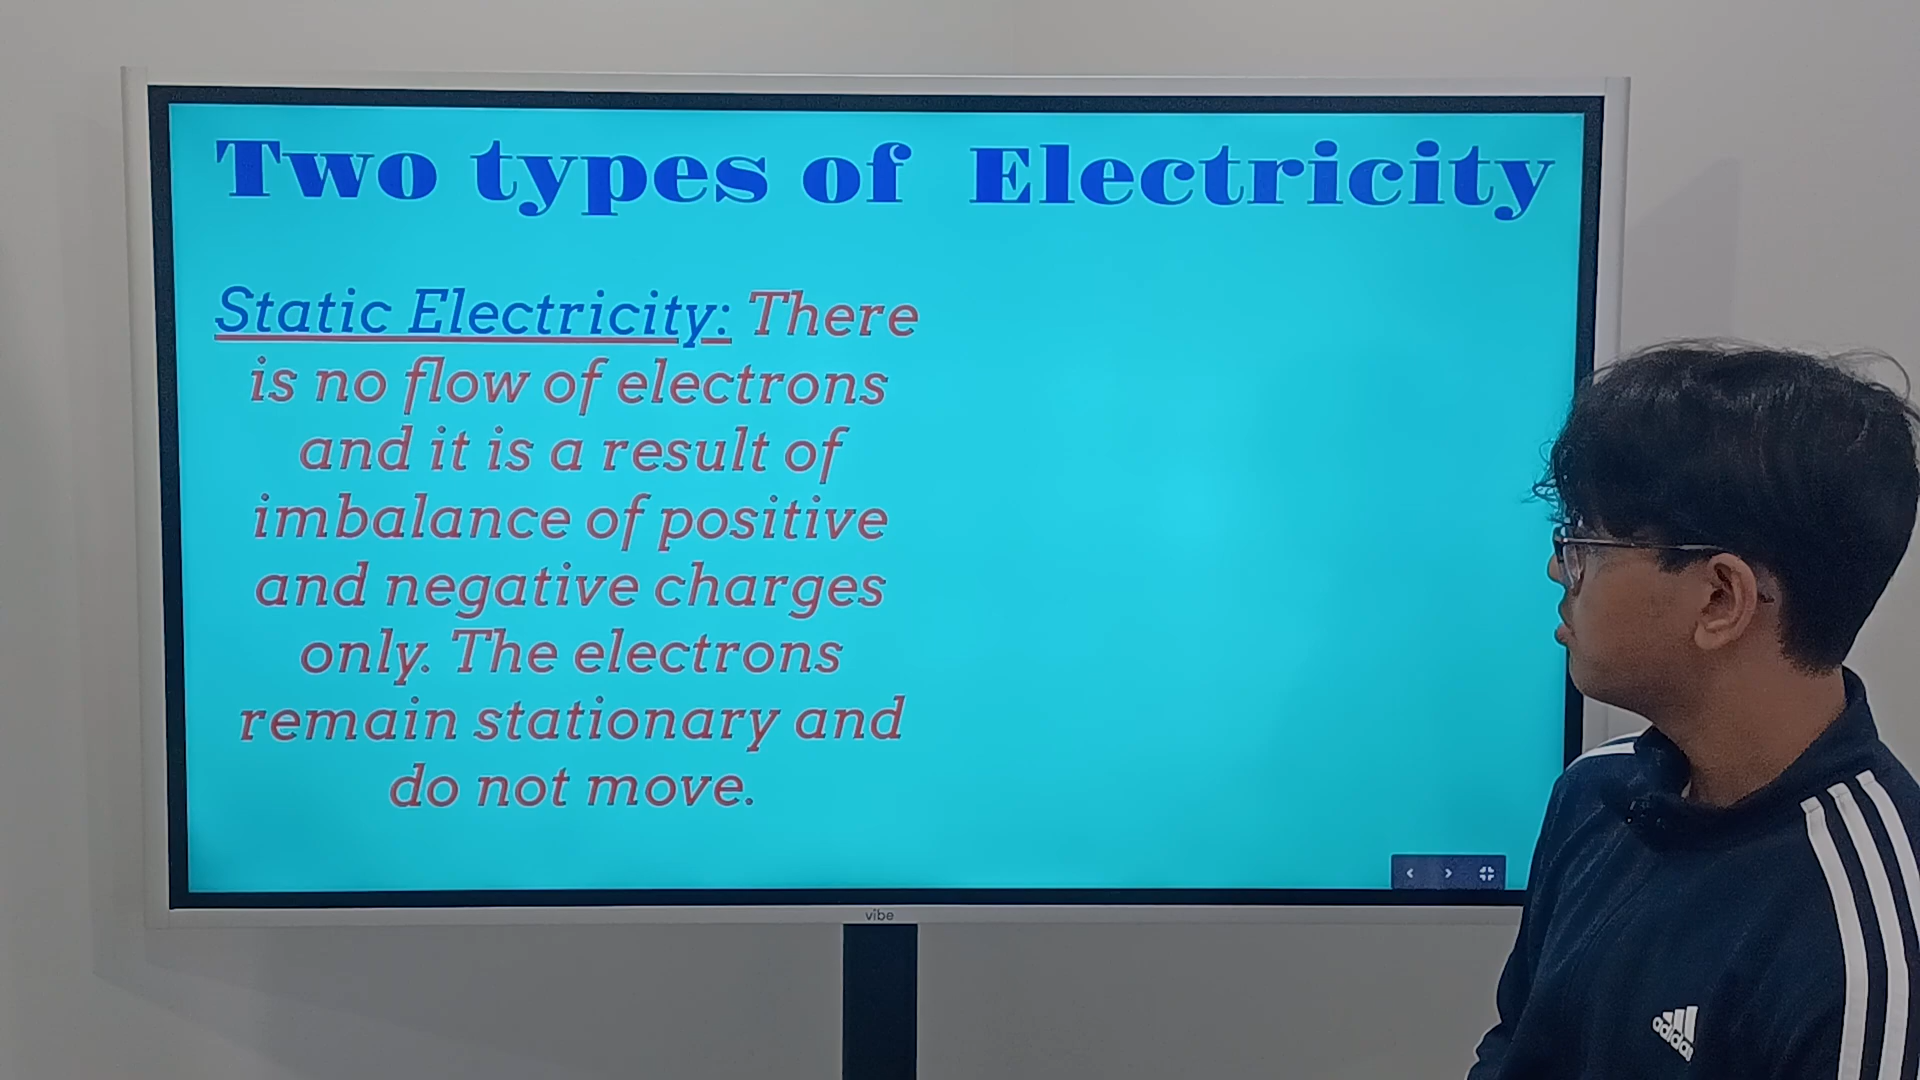 Two types of Electricity
Static Electricity: There
is no flow of electrons
and it is a result of
imbalance of positive
and negative charges
only. The electrons
remain stationary and
do not move.
vibe
adidas